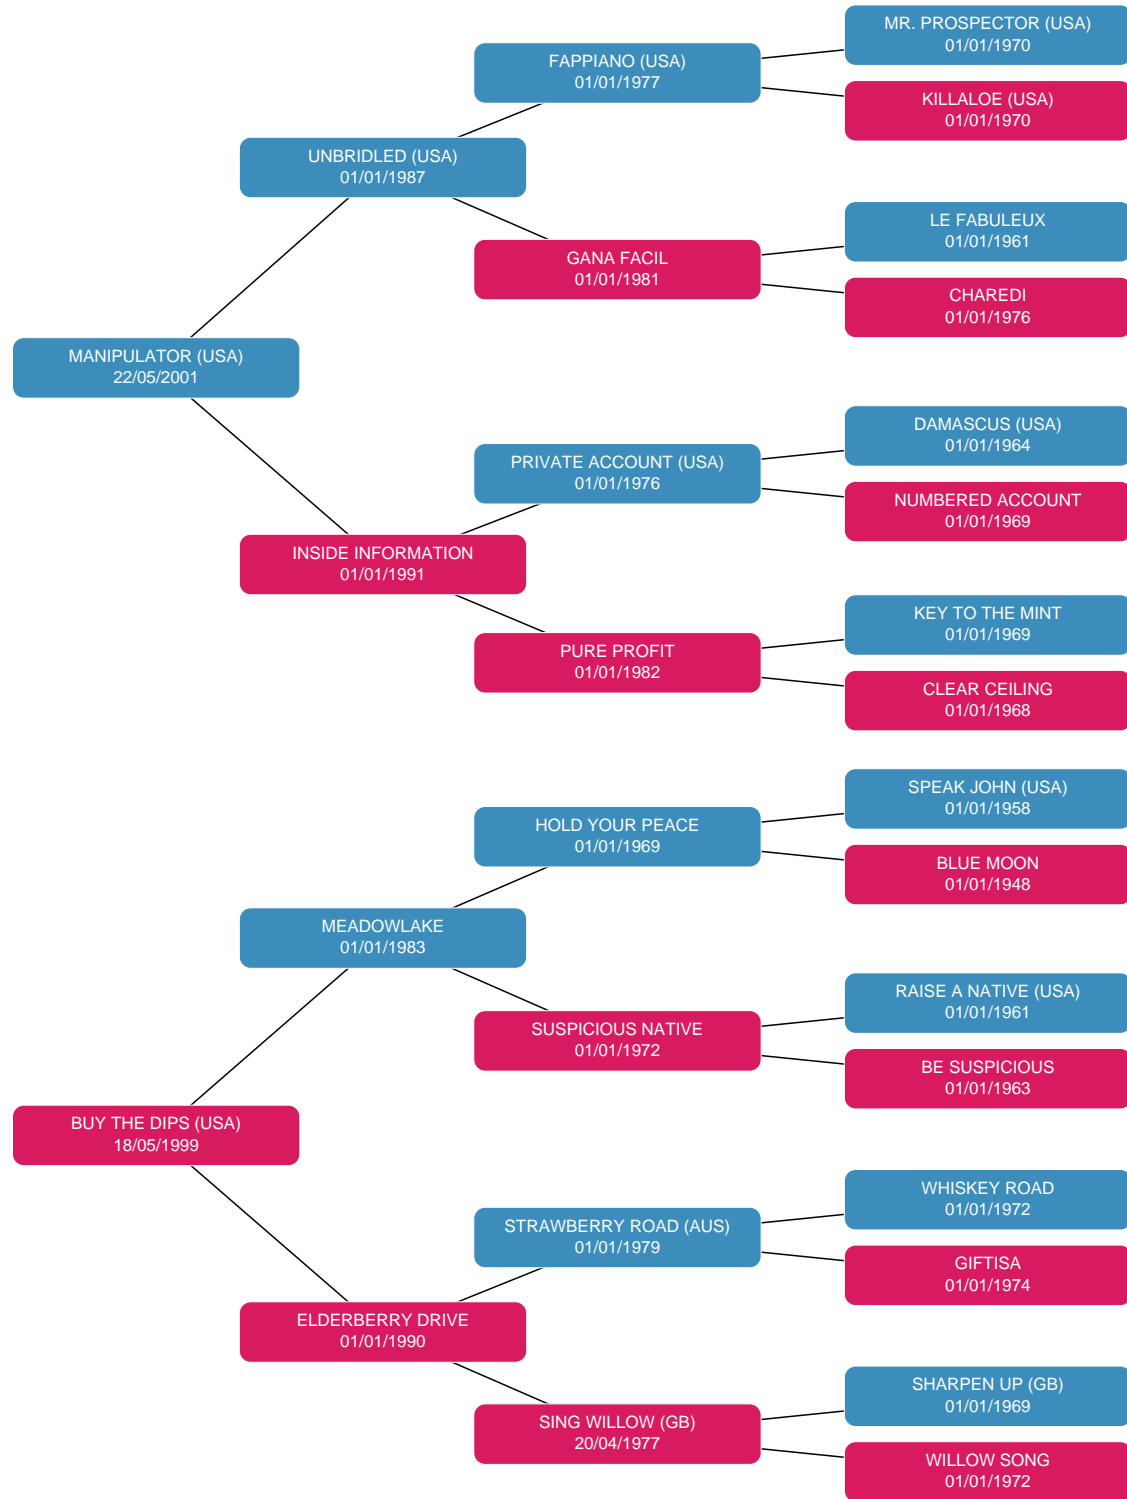 MR. PROSPECTOR (USA)
01/01/1970
FAPPIANO (USA)
01/01/1977
KILLALOE (USA)
01/01/1970
UNBRIDLED (USA)
01/01/1987
LE FABULEUX
01/01/1961
GANA FACIL
01/01/1981
CHAREDI
01/01/1976
MANIPULATOR (USA)
22/05/2001
DAMASCUS (USA)
01/01/1964
PRIVATE ACCOUNT (USA)
01/01/1976
NUMBERED ACCOUNT
01/01/1969
INSIDE INFORMATION
01/01/1991
KEY TO THE MINT
01/01/1969
PURE PROFIT
01/01/1982
CLEAR CEILING
01/01/1968
SPEAK JOHN (USA)
01/01/1958
HOLD YOUR PEACE
01/01/1969
BLUE MOON
01/01/1948
MEADOWLAKE
01/01/1983
RAISE A NATIVE (USA)
01/01/1961
SUSPICIOUS NATIVE
01/01/1972
BE SUSPICIOUS
01/01/1963
BUY THE DIPS (USA)
18/05/1999
WHISKEY ROAD
01/01/1972
STRAWBERRY ROAD (AUS)
01/01/1979
GIFTISA
01/01/1974
ELDERBERRY DRIVE
01/01/1990
SHARPEN UP (GB)
01/01/1969
SING WILLOW (GB)
20/04/1977
WILLOW SONG
01/01/1972